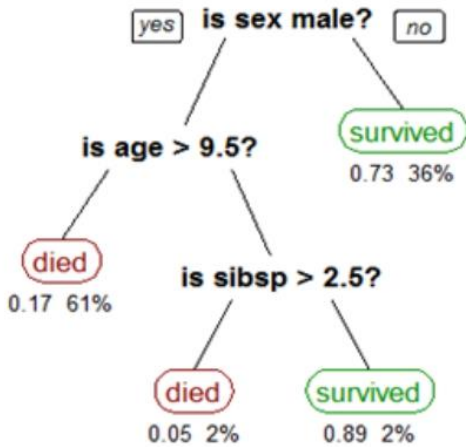 yes is sex male? no
is age > 9.5?
survived
0.73 36%
died
0.17 61%
is sibsp > 2.5?
died survived
0.05 2% 0.89 2%